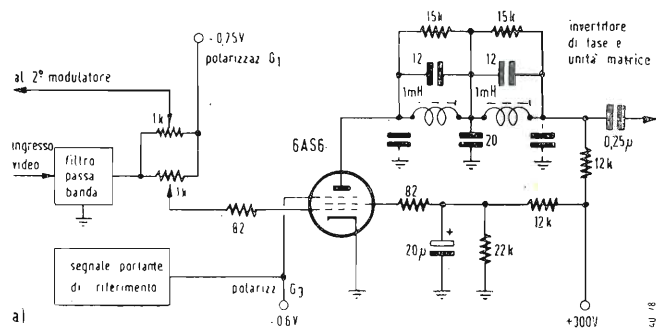 -0,75V
polarizzaz G1
al 2° modulatore
1k
ingresso
video
filtro
passa
banda
1k
82
segnale portante
di riferimento
polarizz G3
-06V
a)
6AS6
15k
15k
12
12
1mH
1mH
20
invertitore
di fase e
unità matrice
0,25µ
12k
82
12k
20µ
+
22k
+300V